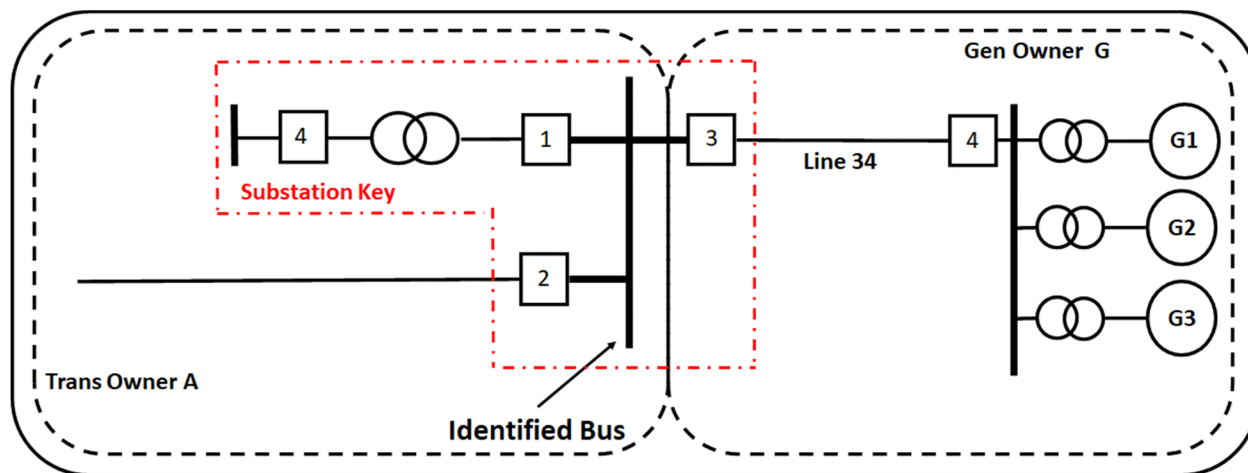 Gen Owner G
4
1
3
4
G1
Line 34
Substation Key
G2
2
G3
Trans Owner A
Identified Bus